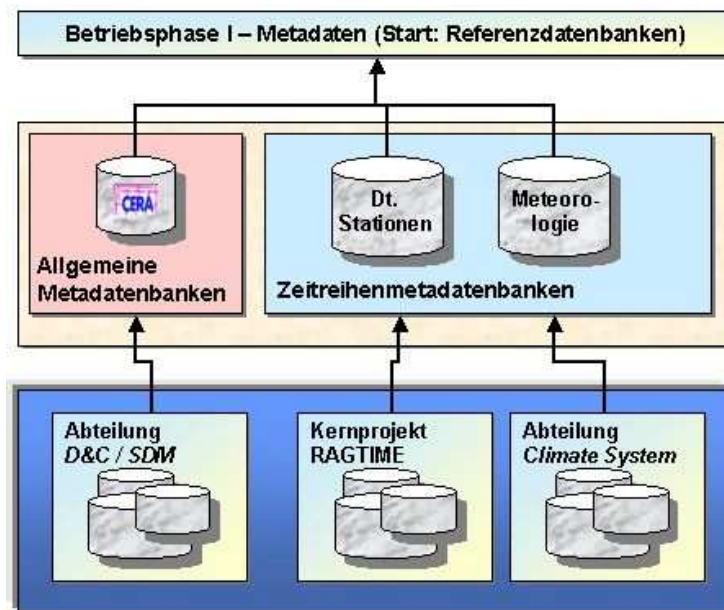 Betriebsphase I – Metadaten (Start: Referenzdatenbanken)
CERA
Allgemeine
Metadatenbanken
Dt.
Stationen
Meteoro-
logie
Zeitreihenmetadatenbanken
Abteilung
D&C / SDM
Kernprojekt
RAGTIME
Abteilung
Climate System